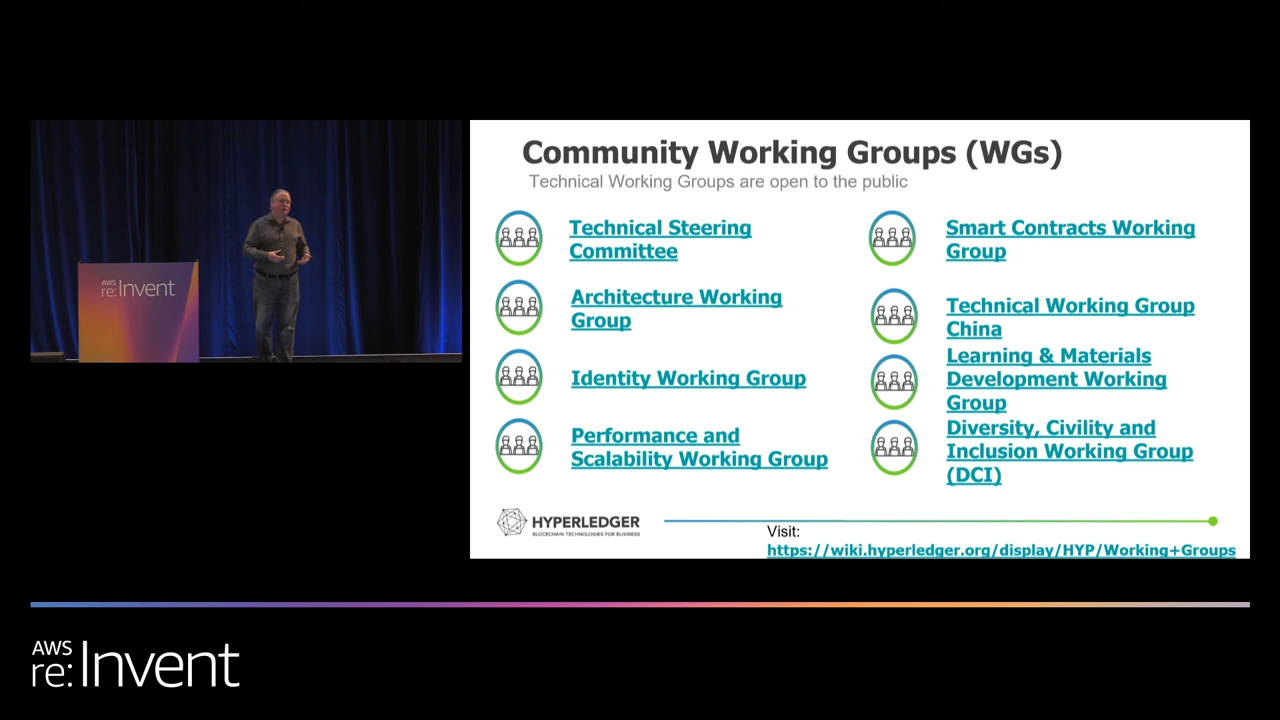 AWS
re:Invent
Community Working Groups (WGs)
Technical Working Groups are open to the public
Technical Steering
Committee
Architecture Working
Group
Identity Working Group
Performance and
Scalability Working Group
Smart Contracts Working
Group
Technical Working Group
China
Learning & Materials
Development Working
Group
Diversity, Civility and
Inclusion Working Group
(DCI)
HYPERLEDGER
BLOCKCHAIN TECHNOLOGIES FOR BUSINESS
Visit:
https://wiki.hyperledger.org/display/HYP/Working+Groups
AWS
re:Invent